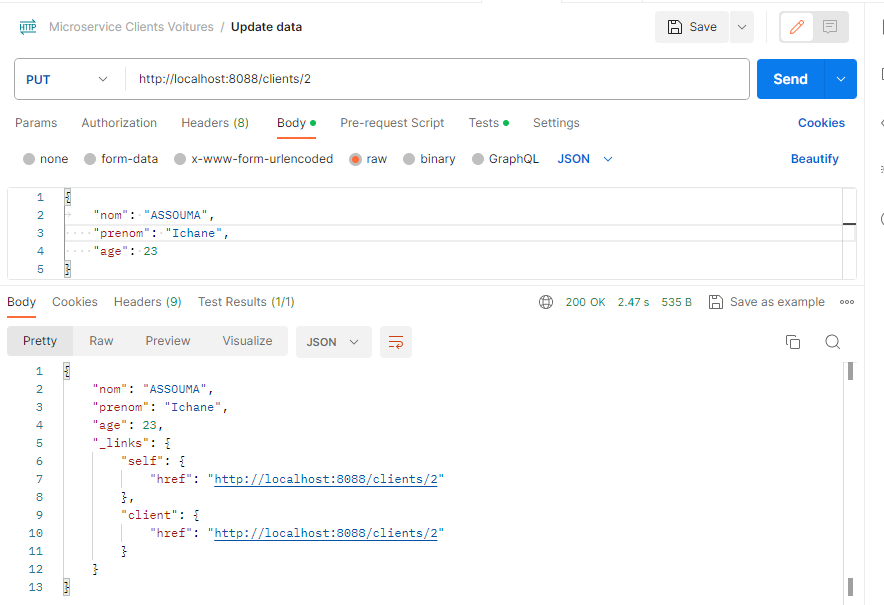 HTTP Microservice Clients Voitures / Update data Save
PUT http://localhost:8088/clients/2 Send
Params Authorization Headers (8) Body Pre-request Script Tests Settings Cookies
none form-data x-www-form-urlencoded raw binary GraphQL JSON Beautify
1 {
2 "nom": "ASSOUMA",
3 "prenom": "Ichane",
4 "age": 23
5 }
Body Cookies Headers (9) Test Results (1/1) 200 OK 2.47 s 535 B Save as example
Pretty Raw Preview Visualize JSON
1 {
2 "nom": "ASSOUMA",
3 "prenom": "Ichane",
4 "age": 23,
5 "_links": {
6 "self": {
7 "href": "http://localhost:8088/clients/2"
8 },
9 "client": {
10 "href": "http://localhost:8088/clients/2"
11 }
12 }
13 }